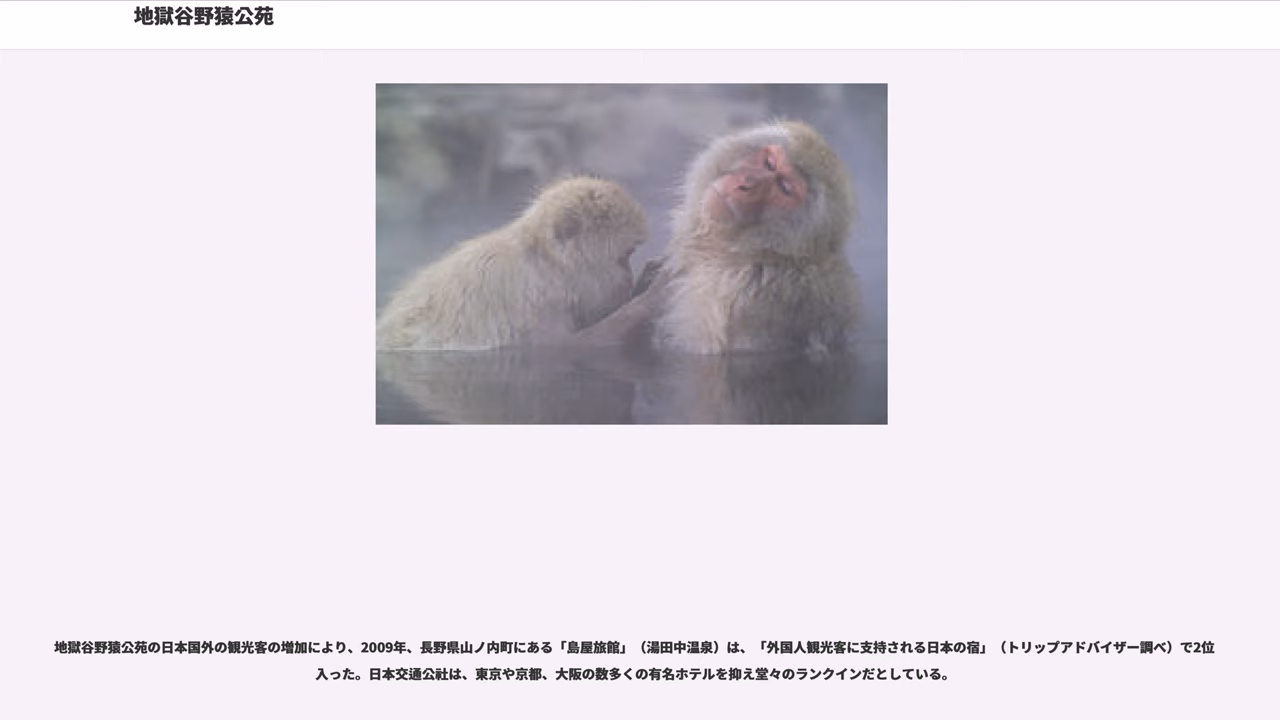 地獄谷野猿公苑
地獄谷野猿公苑の日本国外の観光客の増加により、2009年、長野県山ノ内町にある「島屋旅館」（湯田中温泉）は、「外国人観光客に支持される日本の宿」（トリップアドバイザー調べ）で2位
入った。日本交通公社は、東京や京都、大阪の数多くの有名ホテルを抑え堂々のランクインだとしている。